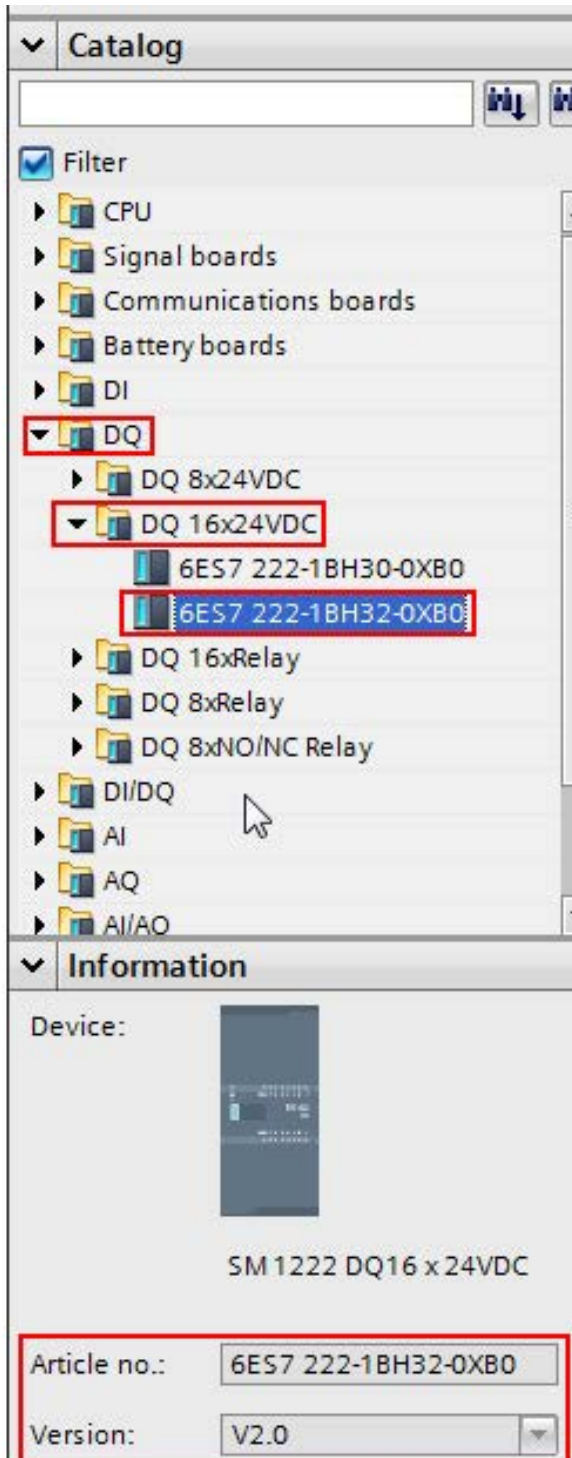 Catalog
Filter
CPU
Signal boards
Communications boards
Battery boards
DI
DQ
DQ 8x24VDC
DQ 16x24VDC
6ES7 222-1BH30-0XB0
6ES7 222-1BH32-0XB0
DQ 16xRelay
DQ 8xRelay
DQ 8xNO/NC Relay
DI/DQ
AI
AQ
AI/AQ
Information
Device:
SM 1222 DQ16 x 24VDC
Article no.: 6ES7 222-1BH32-0XB0
Version: V2.0